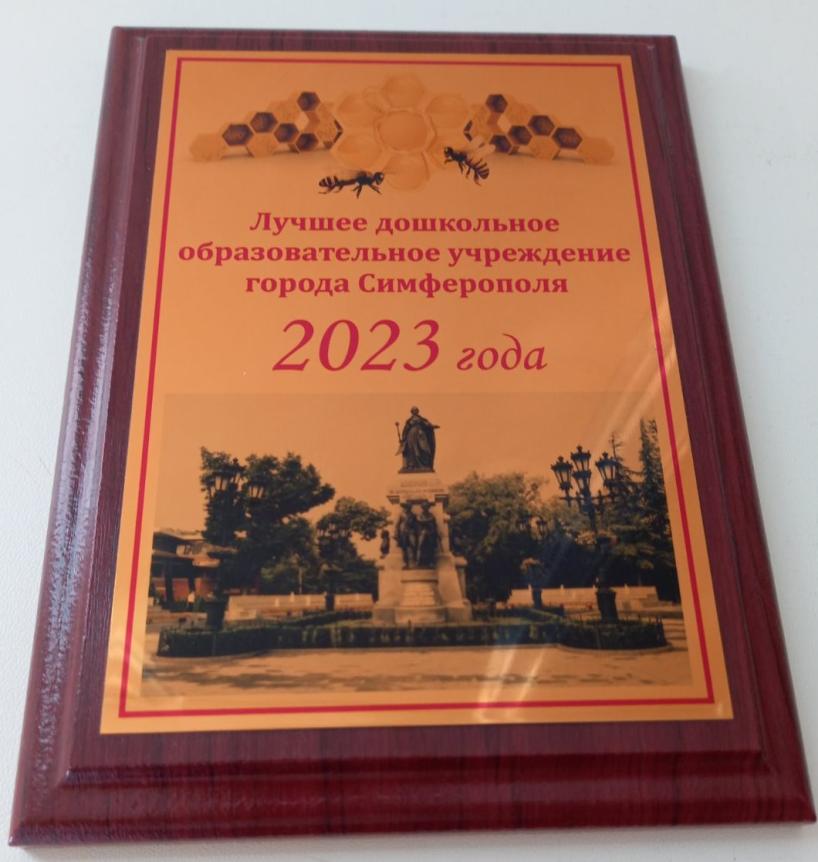 Лучшее дошкольное
образовательное учреждение
города Симферополя
2023 года